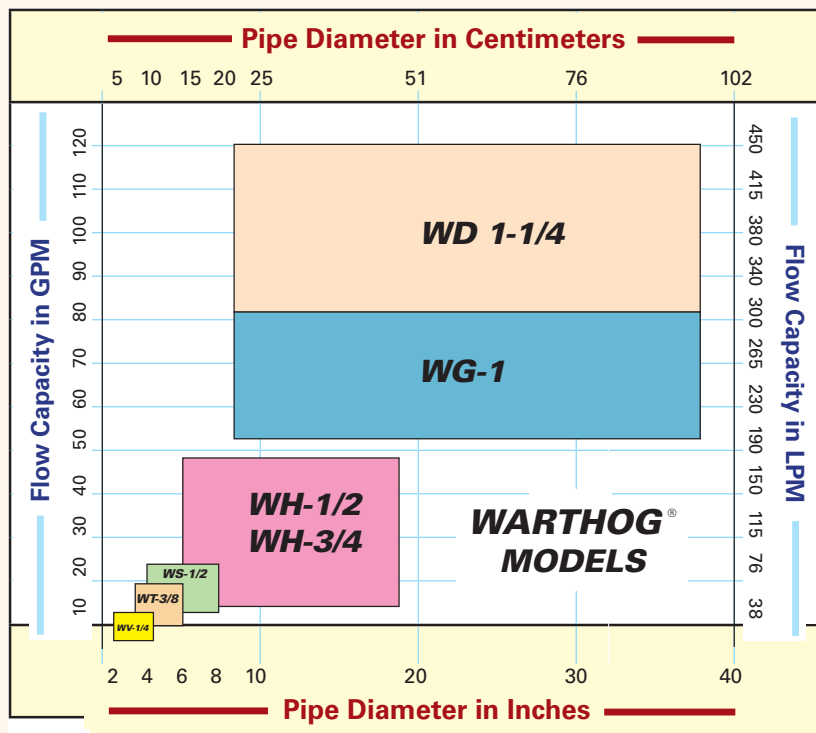 Pipe Diameter in Centimeters
5 10 15 20 25 51 76 102
Flow Capacity in GPM
120
110
100
90
80
70
60
50
40
30
20
10
WD 1-1/4
WG-1
WH-1/2
WH-3/4
WS-1/2
WT-3/8
WV-1/4
WARTHOG®
MODELS
450
415
380
340
300
265
230
190
150
115
76
38
Flow Capacity in LPM
2 4 6 8 10 20 30 40
Pipe Diameter in Inches